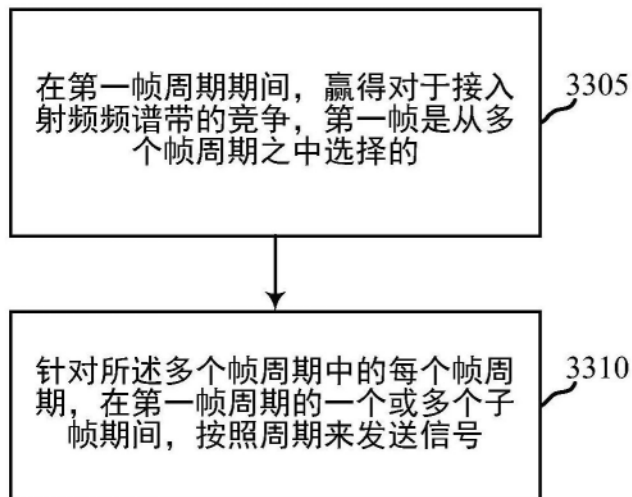 在第一帧周期期间，赢得对于接入
射频频谱带的竞争，第一帧是从多
个帧周期之中选择的
3305
针对所述多个帧周期中的每个帧周
期，在第一帧周期的一个或多个子
帧期间，按照周期来发送信号
3310